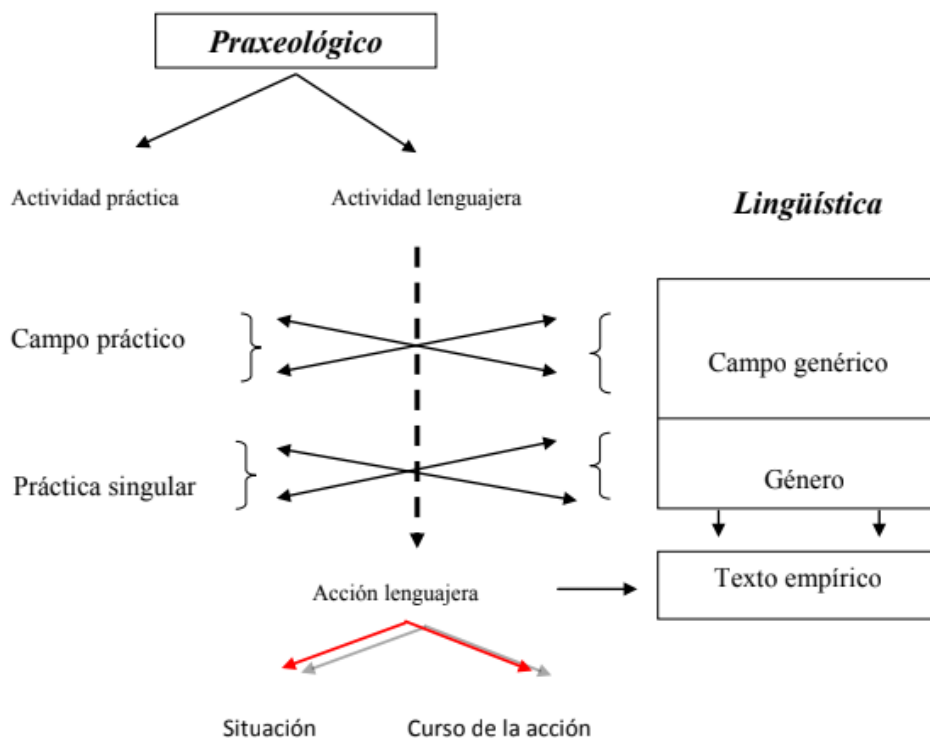 Praxeológico
Actividad práctica
Actividad lenguajera
Lingüística
Campo práctico
Campo genérico
Práctica singular
Género
Acción lenguajera
Texto empírico
Situación
Curso de la acción